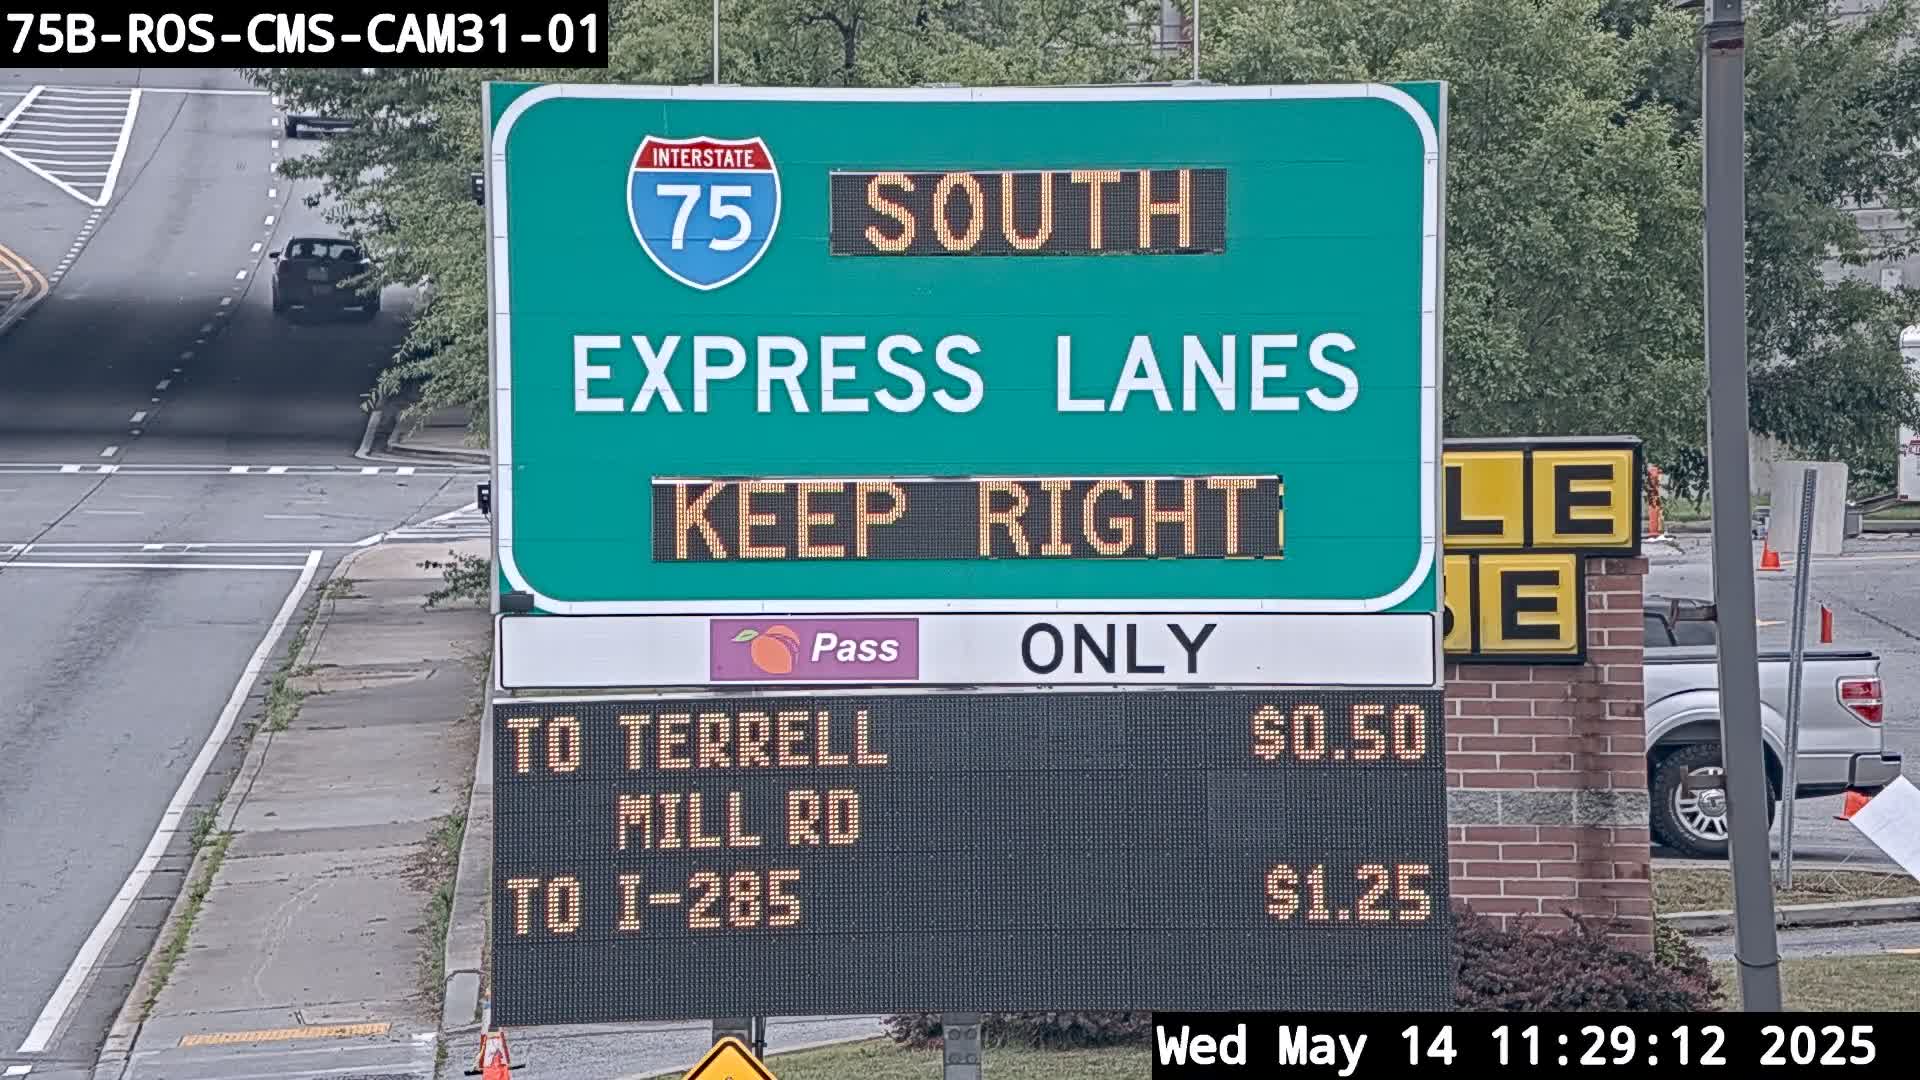 75B-ROS-CMS-CAM31-01
INTERSTATE
75
SOUTH
EXPRESS LANES
KEEP RIGHT
Pass ONLY
TO TERRELL $0.50
MILL RD
TO I-285 $1.25
LE
E
Wed May 14 11:29:12 2025